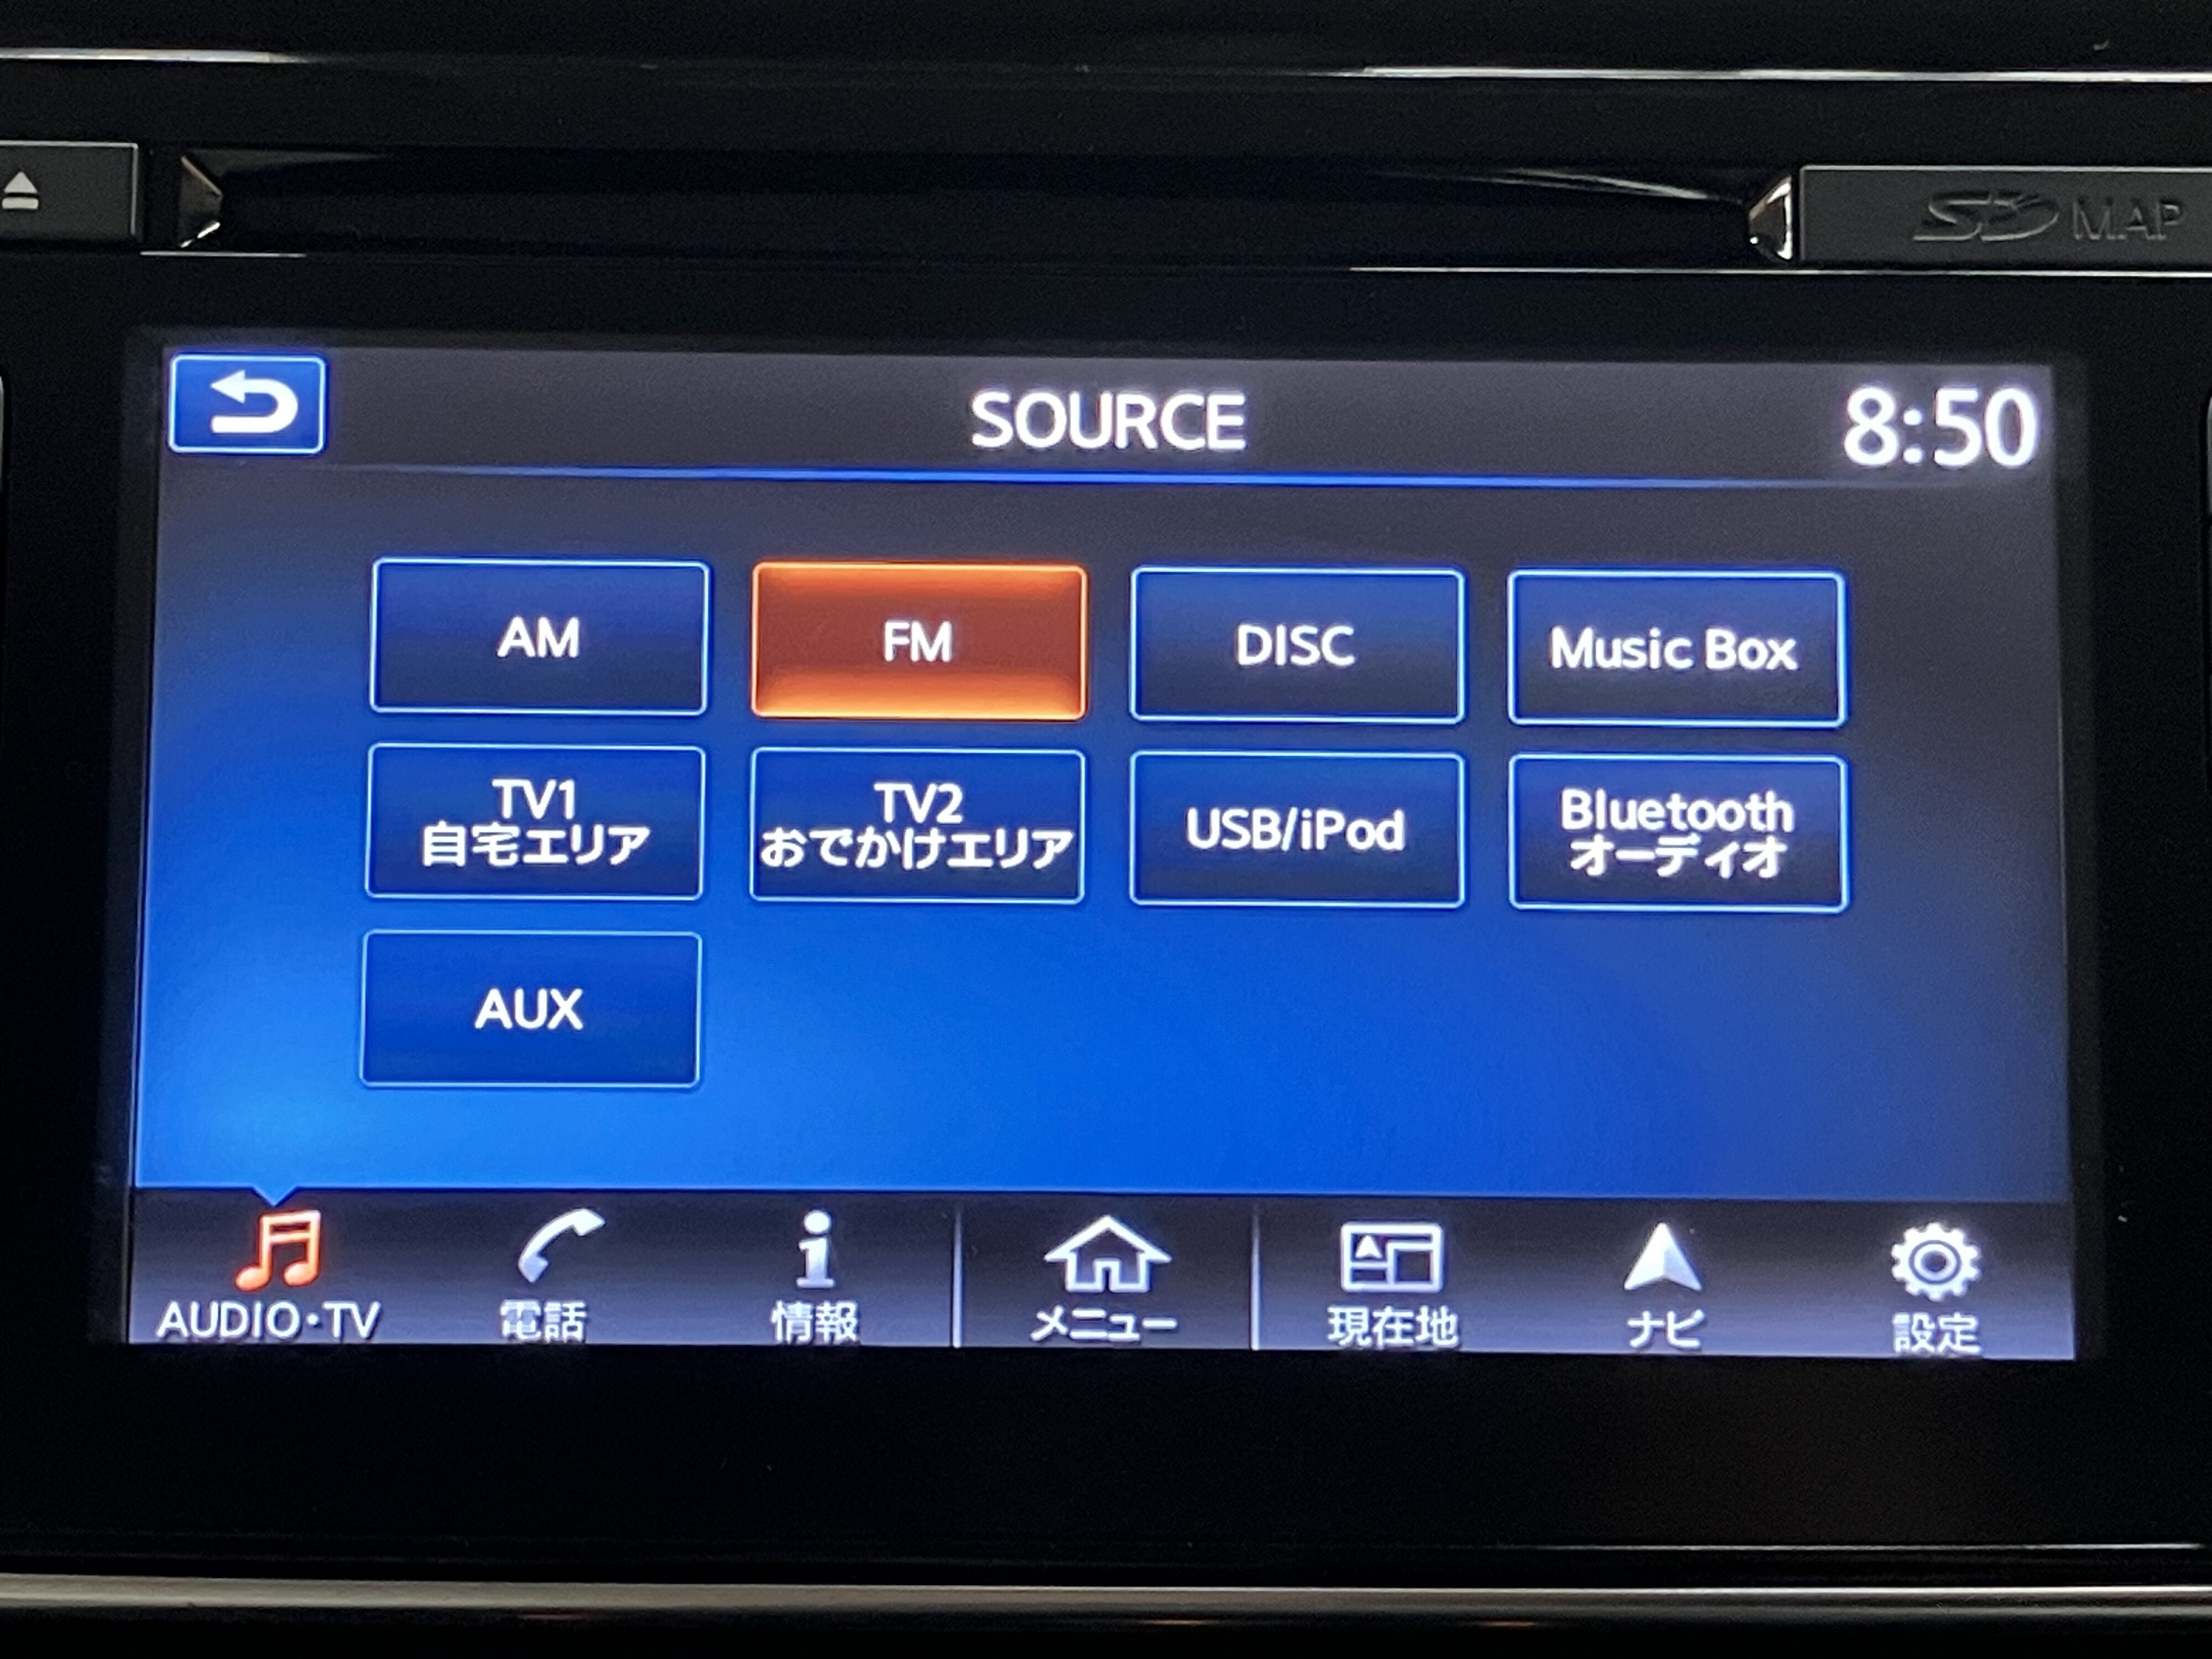 SD MAP
SOURCE
8:50
AM
FM
DISC
Music Box
TV1
自宅エリア
TV2
おでかけエリア
USB/iPod
Bluetooth
オーディオ
AUX
AUDIO・TV
電話
情報
メニュー
現在地
ナビ
設定